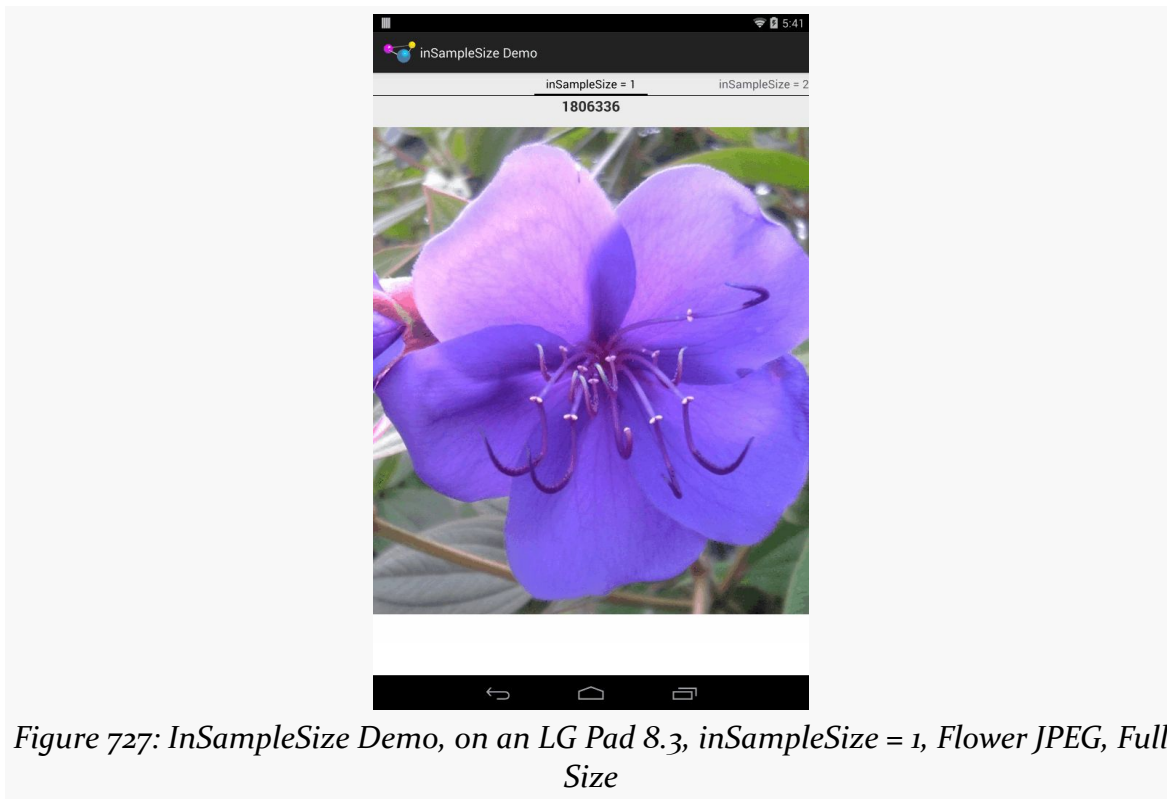 5:41
inSampleSize Demo
inSampleSize = 1 inSampleSize = 2
1806336
Figure 727: InSampleSize Demo, on an LG Pad 8.3, inSampleSize = 1, Flower JPEG, Full
Size